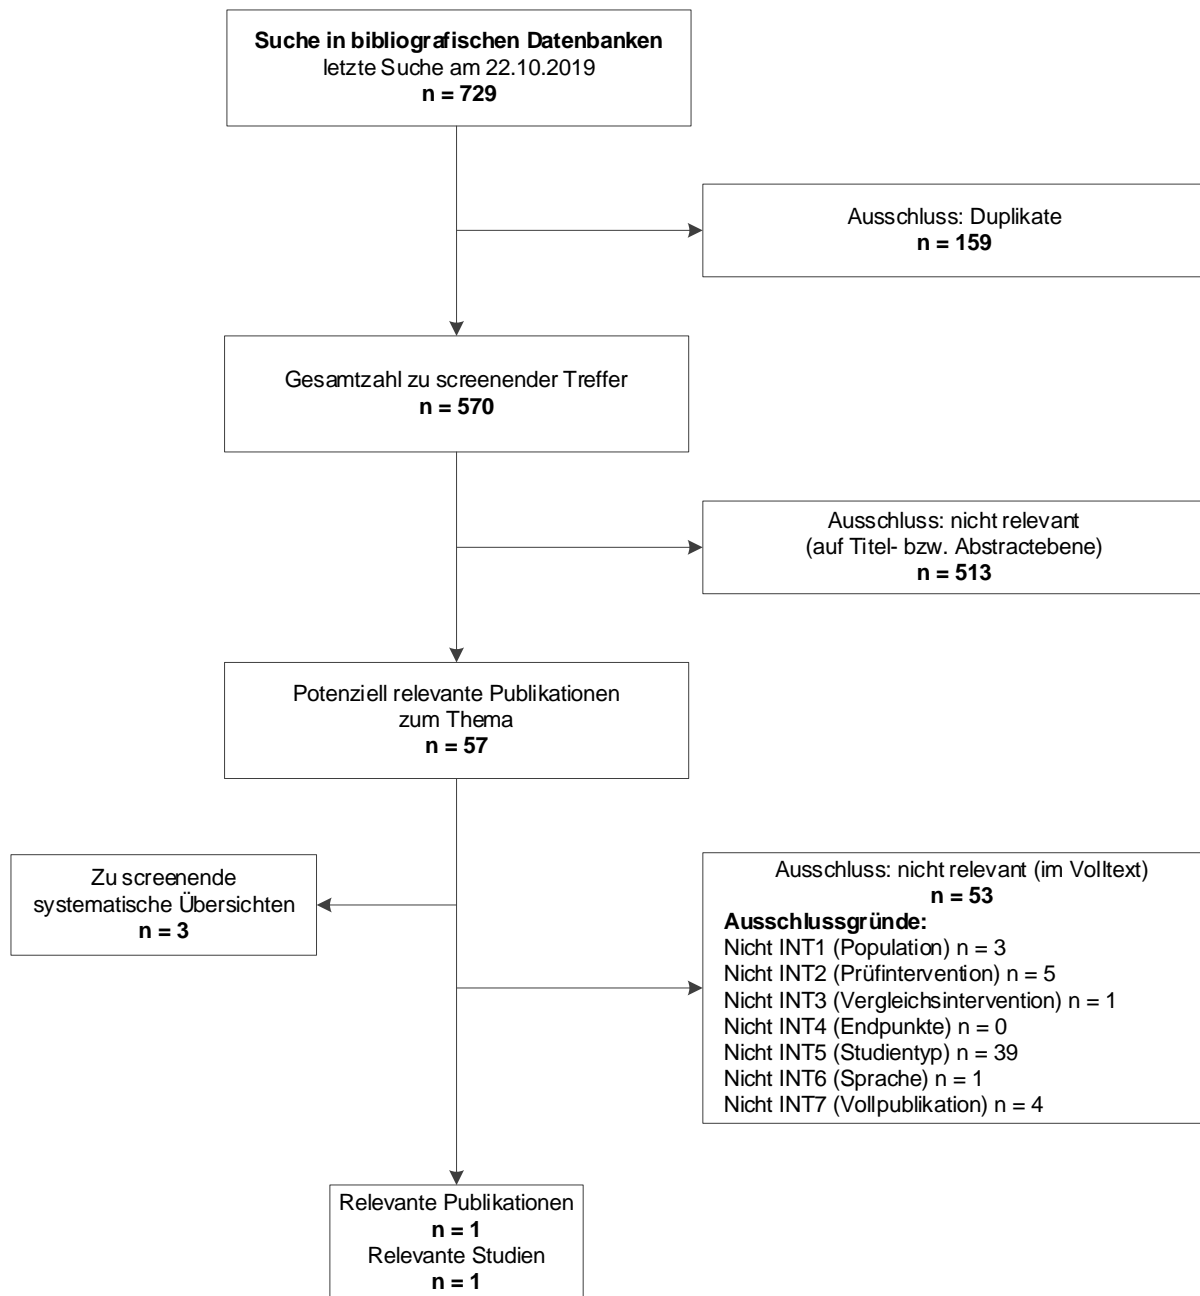 Suche in bibliografischen Datenbanken
letzte Suche am 22.10.2019
n = 729
Ausschluss: Duplikate
n = 159
Gesamtzahl zu screenender Treffer
n = 570
Ausschluss: nicht relevant
(auf Titel- bzw. Abstractebene)
n = 513
Potenziell relevante Publikationen
zum Thema
n = 57
Zu screenende
systematische Übersichten
n = 3
Ausschluss: nicht relevant (im Volltext)
n = 53
Ausschlussgründe:
Nicht INT1 (Population) n = 3
Nicht INT2 (Prüfintervention) n = 5
Nicht INT3 (Vergleichsintervention) n = 1
Nicht INT4 (Endpunkte) n = 0
Nicht INT5 (Studientyp) n = 39
Nicht INT6 (Sprache) n = 1
Nicht INT7 (Vollpublikation) n = 4
Relevante Publikationen
n = 1
Relevante Studien
n = 1